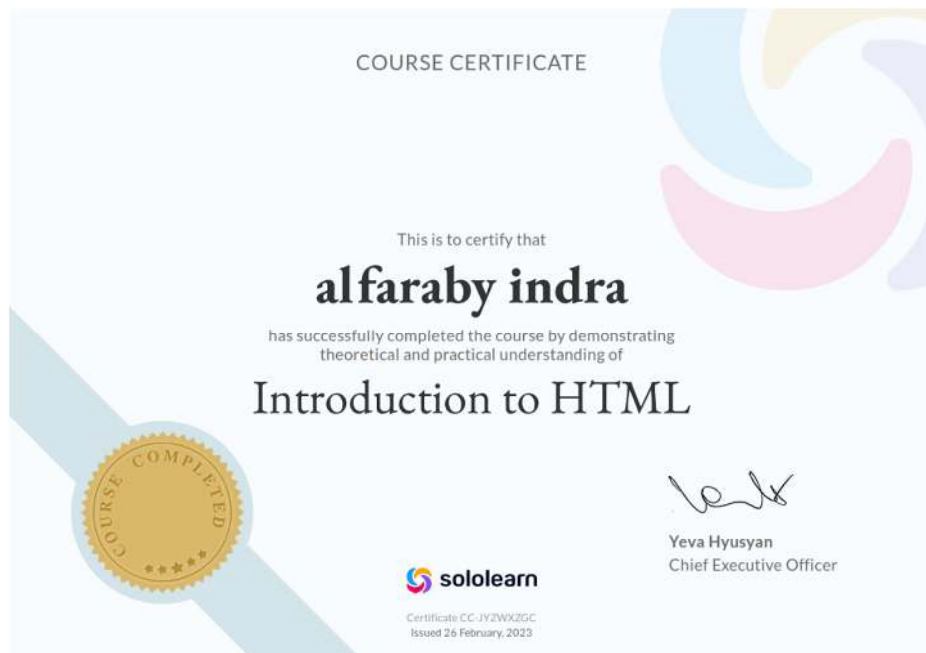 COURSE CERTIFICATE
This is to certify that
alfaraby indra
has successfully completed the course by demonstrating
theoretical and practical understanding of
Introduction to HTML
COURSE COMPLETED
Yeva Hyusyan
Chief Executive Officer
sololearn
Certificate CC-JYZWXZGC
Issued 26 February, 2023